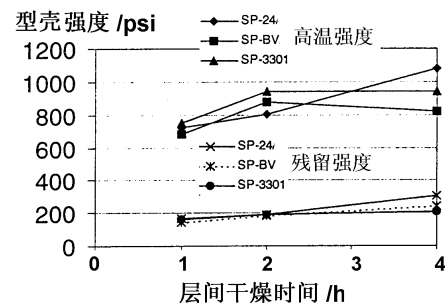 型壳强度 /psi
SP-24
SP-BV
SP-3301
高温强度
SP-24
SP-BV
SP-3301
残留强度
1200
1000
800
600
400
200
0
0 1 2 3 4
层间干燥时间 /h